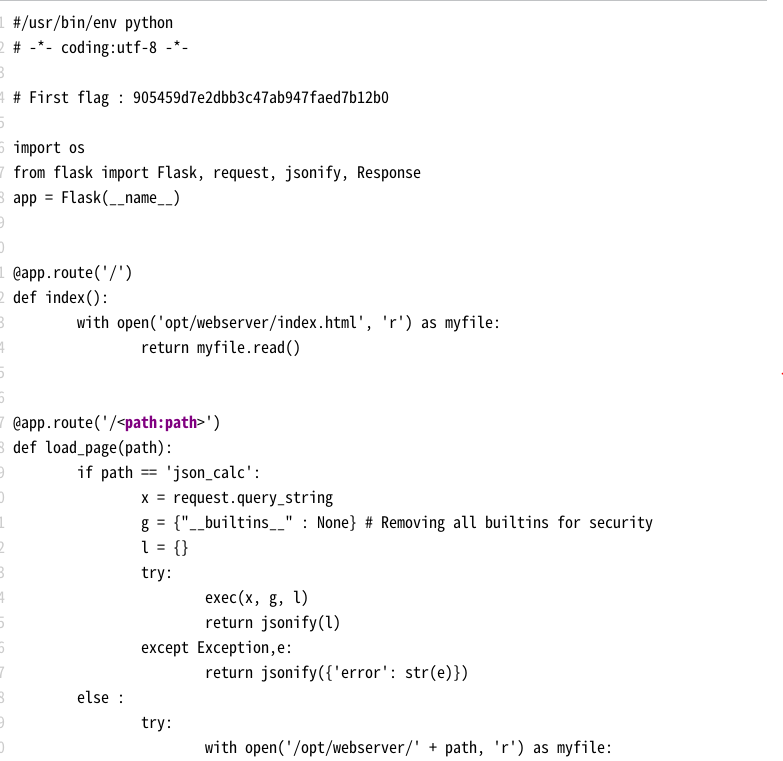 1 #/usr/bin/env python
2 # -*- coding:utf-8 -*-
3
4 # First flag : 905459d7e2dbb3c47ab947faed7b12b0
5
6 import os
7 from flask import Flask, request, jsonify, Response
8 app = Flask(__name__)
9
0
1 @app.route('/')
2 def index():
3         with open('opt/webserver/index.html', 'r') as myfile:
4                 return myfile.read()
5
6
7 @app.route('/<path:path>')
8 def load_page(path):
9         if path == 'json_calc':
0                 x = request.query_string
1                 g = {"__builtins__" : None} # Removing all builtins for security
2                 l = {}
3                 try:
4                         exec(x, g, l)
5                         return jsonify(l)
6                 except Exception,e:
7                         return jsonify({'error': str(e)})
8         else :
9                 try:
0                         with open('/opt/webserver/' + path, 'r') as myfile: